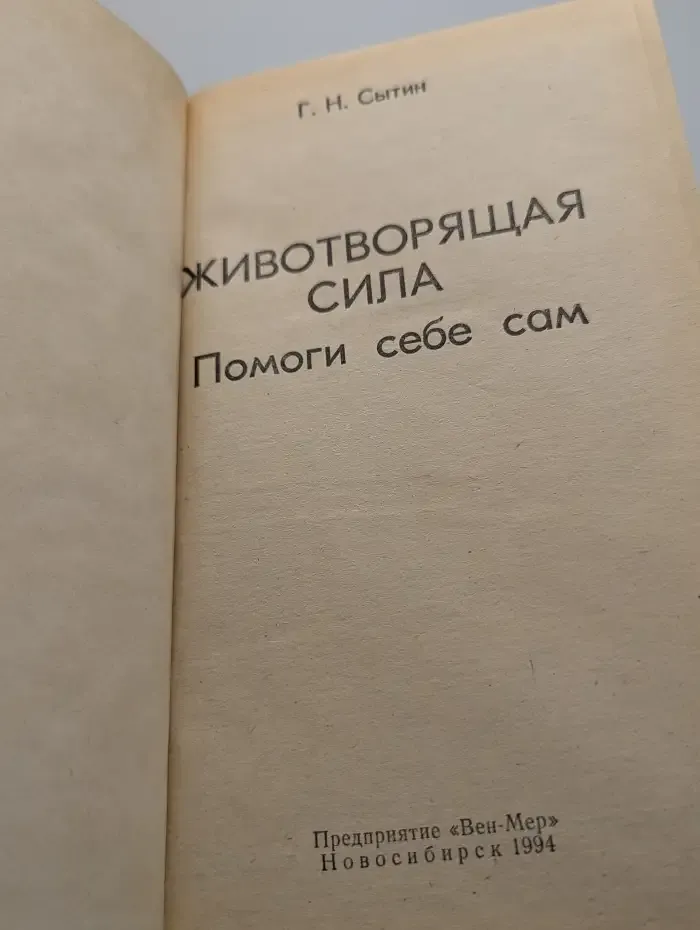 Г. Н. Сытин
ЖИВОТВОРЯЩАЯ
СИЛА
Помоги себе сам
Предприятие «Вен-Мер»
Новосибирск 1994